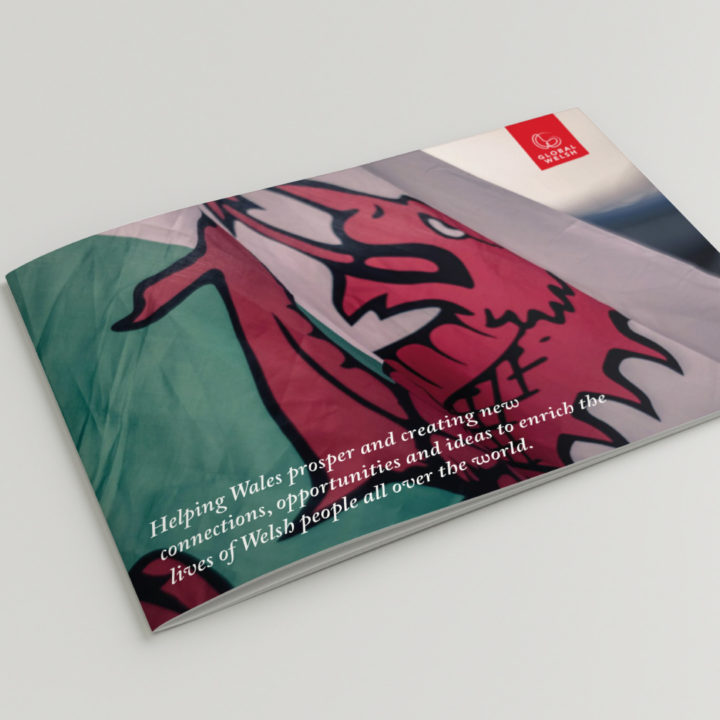 GLOBAL
WELSH
Helping Wales prosper and creating new
connections, opportunities and ideas to enrich the
lives of Welsh people all over the world.